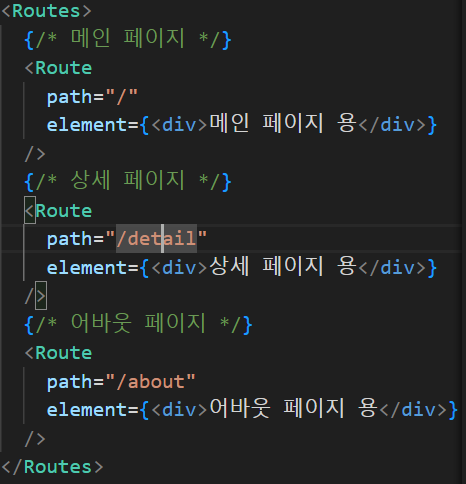 <Routes>
{/* 메인 페이지 */}
<Route
path="/"
element={<div>메인 페이지 용</div>}
/>
{/* 상세 페이지 */}
<Route
path="/detail"
element={<div>상세 페이지 용</div>}
/>
{/* 어바웃 페이지 */}
<Route
path="/about"
element={<div>어바웃 페이지 용</div>}
/>
</Routes>